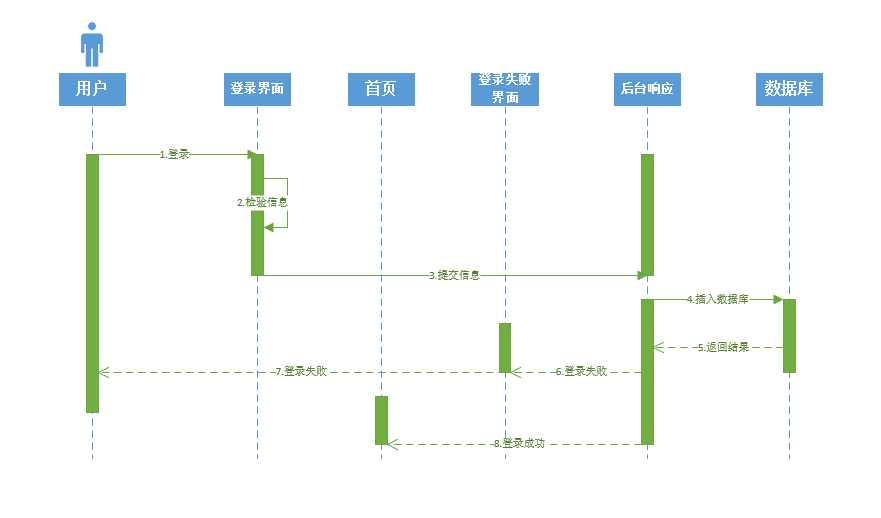 用户
登录界面
首页
登录失败
界面
后台响应
数据库
1.登录
2.检验信息
3.提交信息
4.插入数据库
5.返回结果
7.登录失败
6.登录失败
8.登录成功